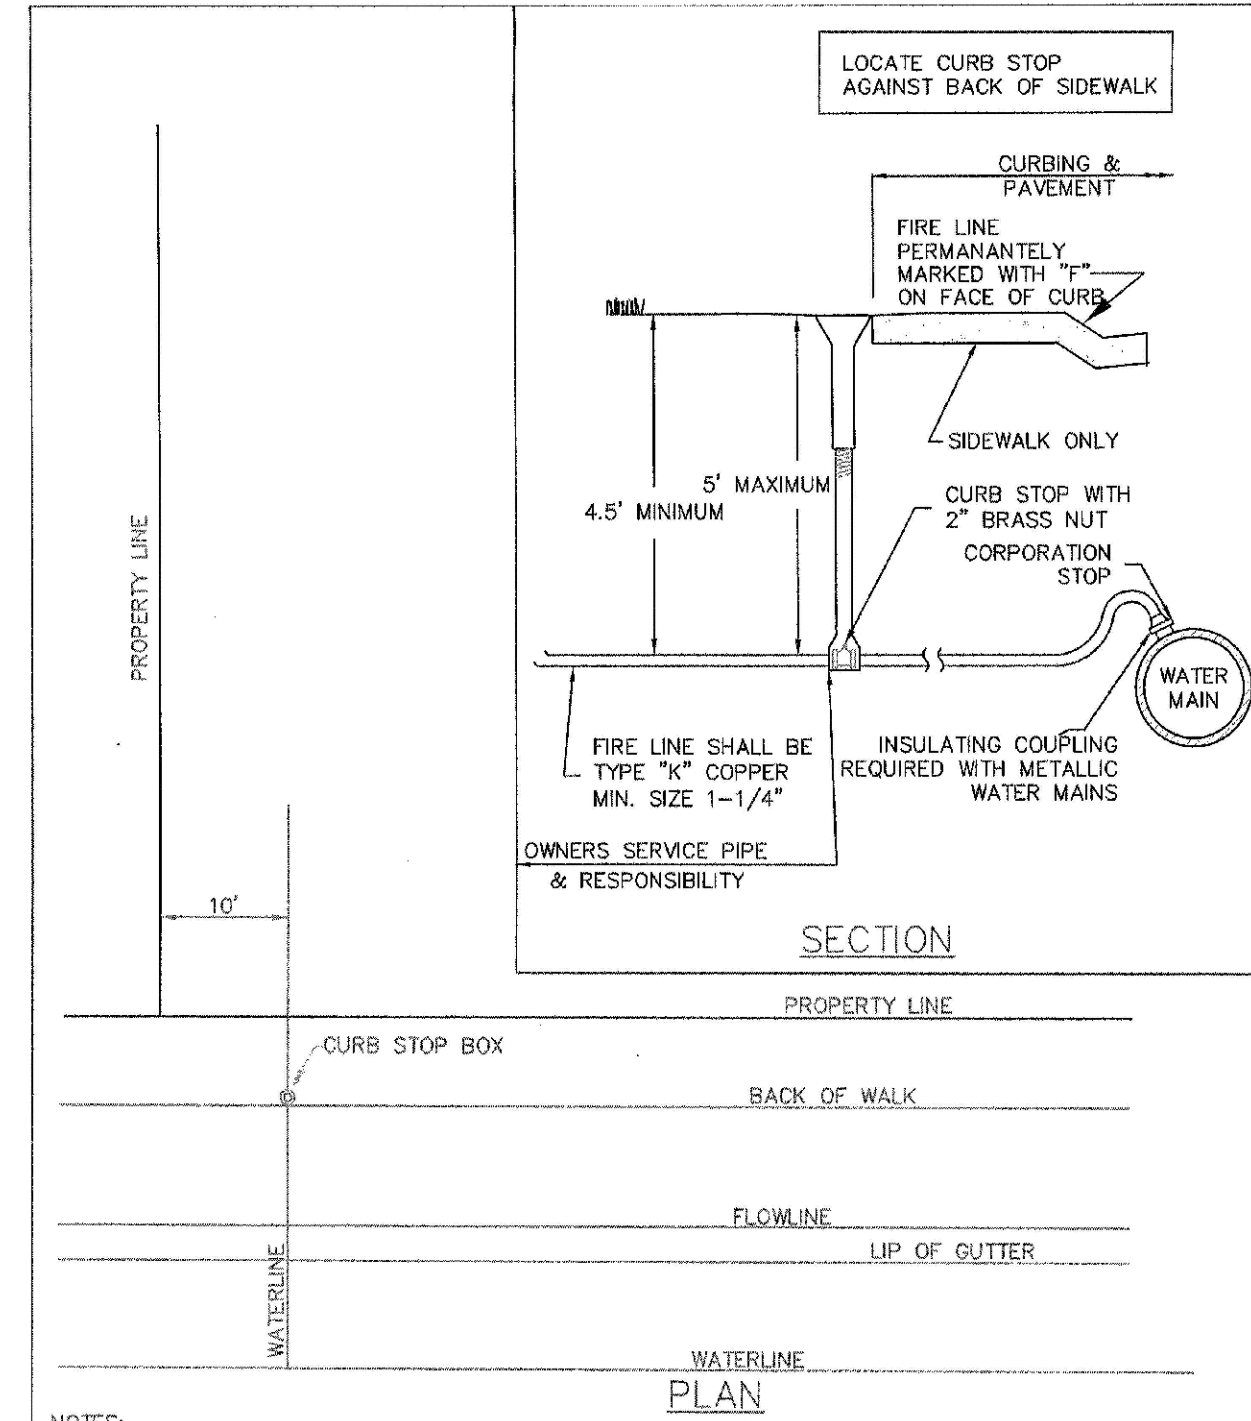 LOCATE CURB STOP
AGAINST BACK OF SIDEWALK
CURBING &
PAVEMENT
FIRE LINE
PERMANANTELY
MARKED WITH "F"
ON FACE OF CURB
SIDEWALK ONLY
5' MAXIMUM
4.5' MINIMUM
CURB STOP WITH
2" BRASS NUT
CORPORATION
STOP
WATER
MAIN
FIRE LINE SHALL BE
TYPE "K" COPPER
MIN. SIZE 1-1/4"
INSULATING COUPLING
REQUIRED WITH METALLIC
WATER MAINS
OWNERS SERVICE PIPE
& RESPONSIBILITY
SECTION
PROPERTY LINE
10'
PROPERTY LINE
CURB STOP BOX
BACK OF WALK
FLOWLINE
LIP OF GUTTER
WATERLINE
WATERLINE
PLAN
NOTES: